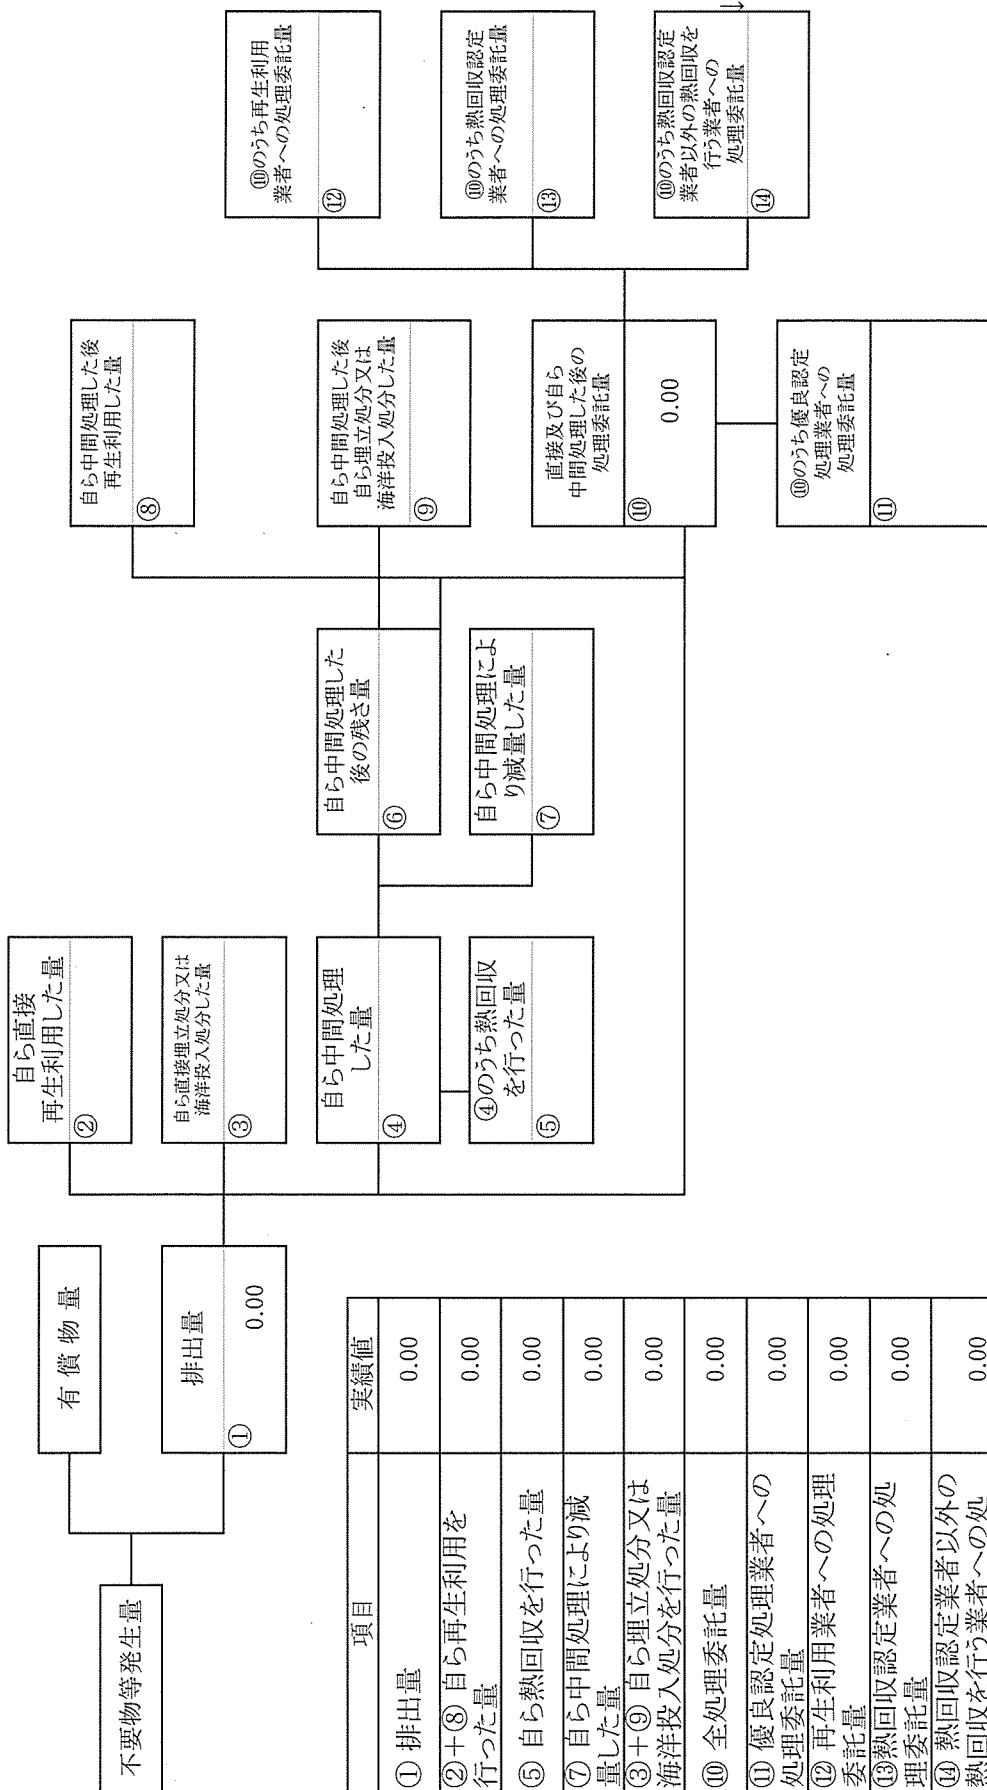 不要物等発生量
有 償 物 量
排出量
①
0.00
自ら直接
再生利用した量
②
自ら直接埋立処分又は
海洋投入処分した量
③
自ら中間処理
した量
④
④のうち熱回収
を行った量
⑤
自ら中間処理した
後の残さ量
⑥
自ら中間処理によ
り減量した量
⑦
自ら中間処理した後
再生利用した量
⑧
自ら中間処理した後
自ら埋立処分又は
海洋投入処分した量
⑨
直接及び自ら
中間処理した後の
処理委託量
⑩
0.00
⑩のうち優良認定
処理業者への
処理委託量
⑪
⑩のうち再生利用
業者への処理委託量
⑫
⑩のうち熱回収認定
業者への処理委託量
⑬
⑩のうち熱回収認定
業者以外の熱回収を
行う業者への
処理委託量
⑭
項目 実績値
① 排出量 0.00
②+⑧ 自ら再生利用を
行った量 0.00
⑤ 自ら熱回収を行った量 0.00
⑦ 自ら中間処理により減
量した量 0.00
③+⑨ 自ら埋立処分又は
海洋投入処分を行った量 0.00
⑩ 全処理委託量 0.00
⑪ 優良認定処理業者への
処理委託量 0.00
⑫ 再生利用業者への処理
委託量 0.00
⑬熱回収認定業者への処
理委託量 0.00
⑭ 熱回収認定業者以外の
熱回収を行う業者への処 0.00